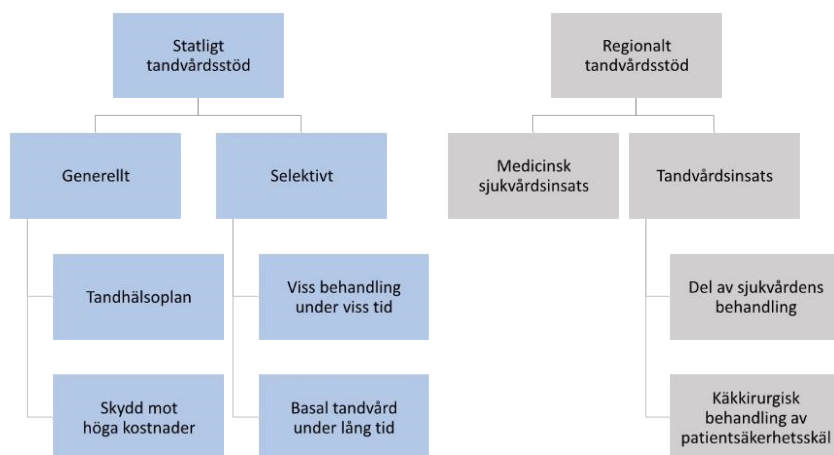 Statligt
tandvårdsstöd
Regionalt
tandvårdsstöd
Generellt
Selektivt
Medicinsk
sjukvårdsinsats
Tandvårdsinsats
Tandhälsoplan
Viss behandling
under viss tid
Del av sjukvårdens
behandling
Skydd mot
höga kostnader
Basal tandvård
under lång tid
Käkkirurgisk
behandling av
patientsäkerhetsskäl